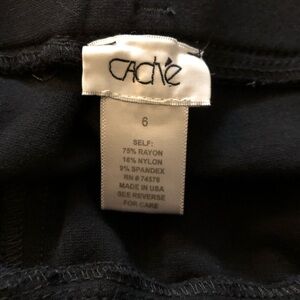 CACHÉ
6
SELF:
75% RAYON
16% NYLON
9% SPANDEX
RN # 74576
MADE IN USA
SEE REVERSE
FOR CARE